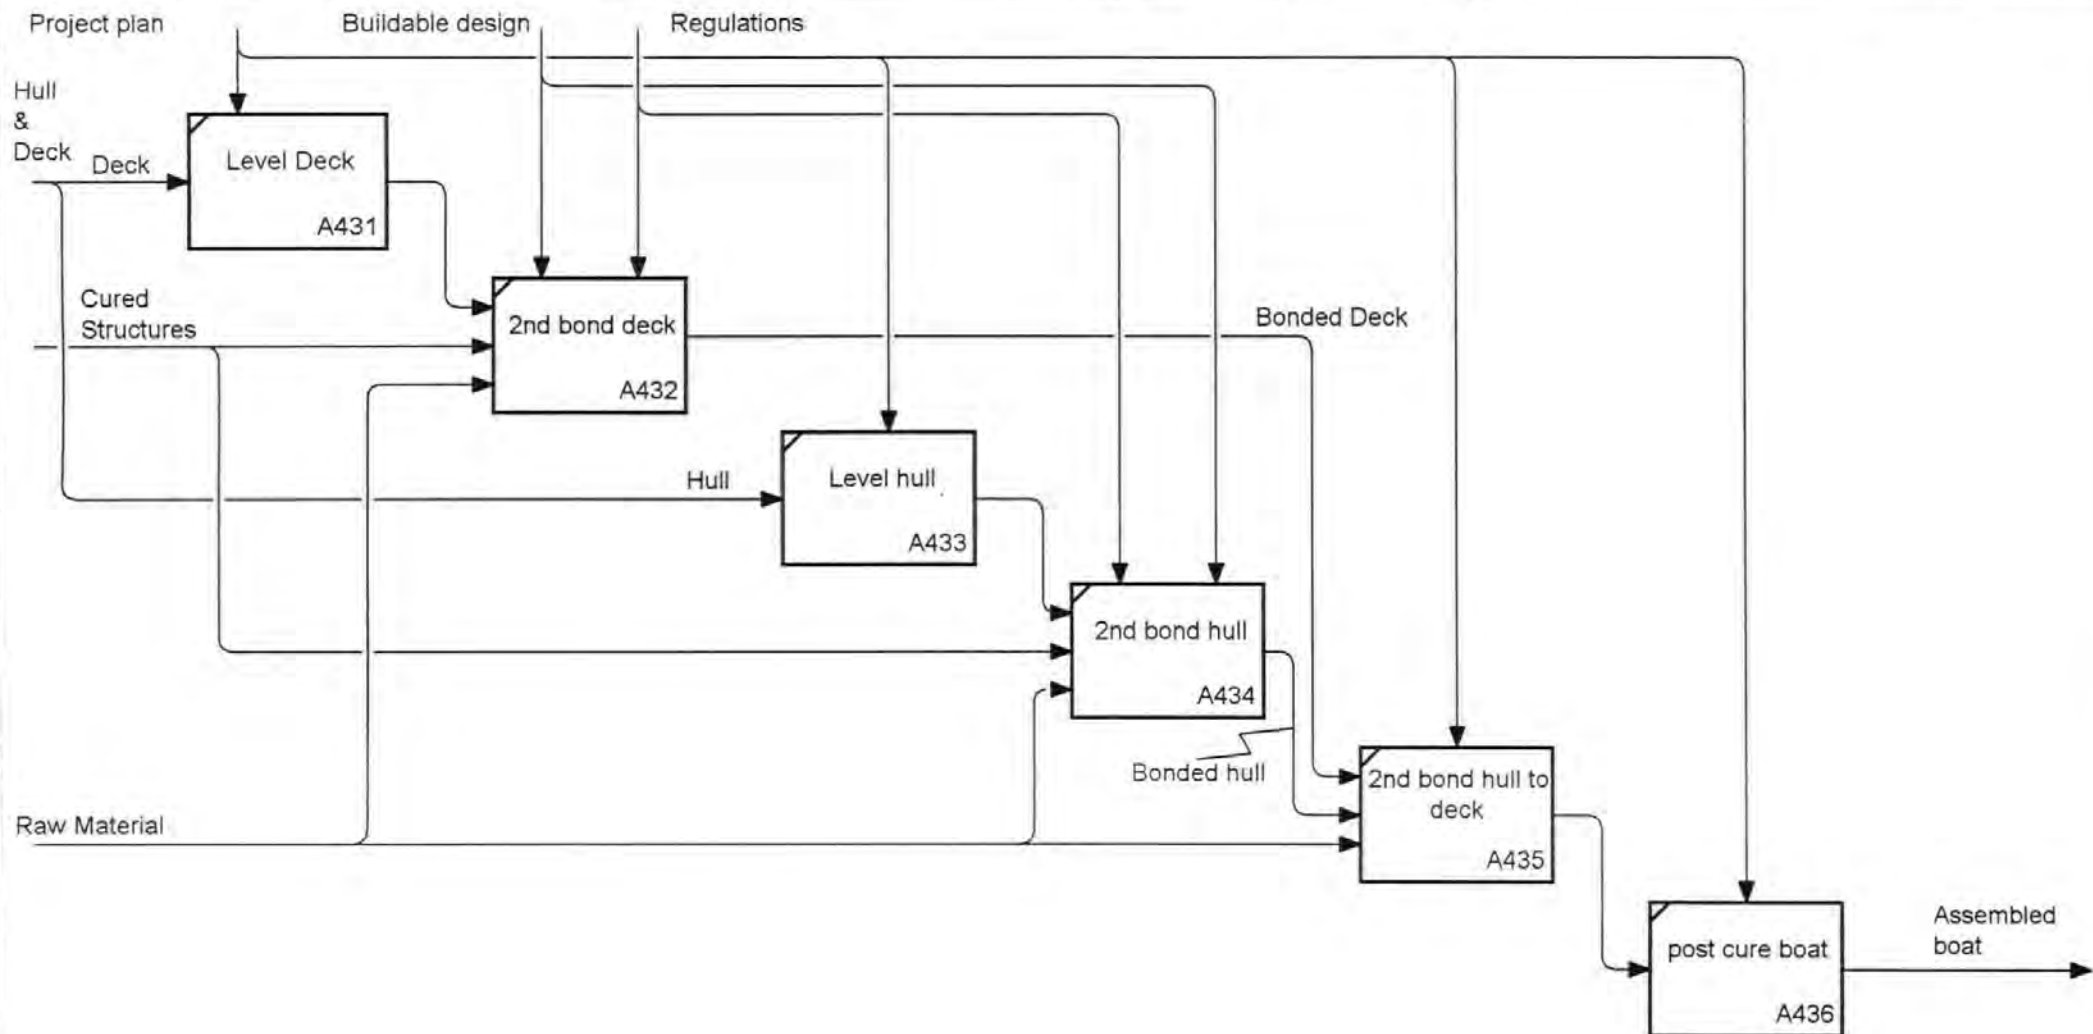 Project plan
Buildable design
Regulations
Hull
&
Deck
Deck
Level Deck
A431
Cured
Structures
2nd bond deck
A432
Bonded Deck
Hull
Level hull
A433
2nd bond hull
A434
Bonded hull
2nd bond hull to
deck
A435
Raw Material
post cure boat
A436
Assembled
boat